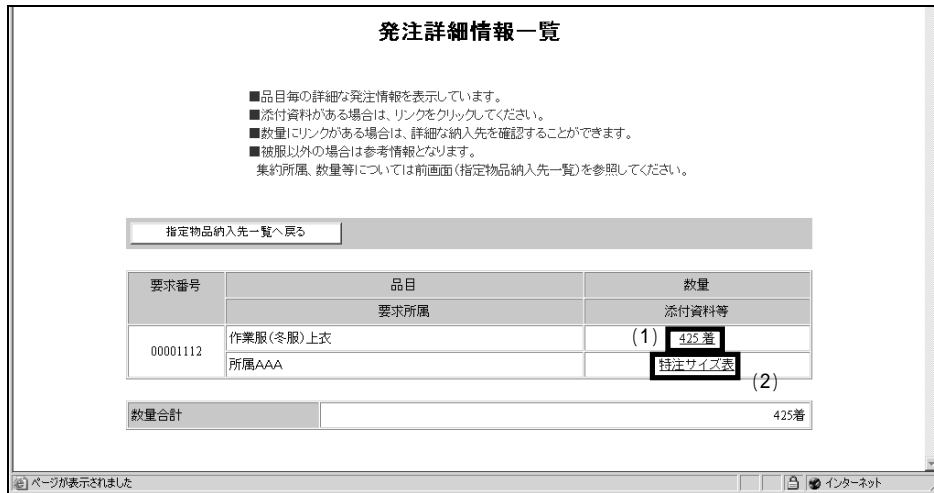 発注詳細情報一覧
■品目毎の詳細な発注情報を表示しています。
■添付資料がある場合は、リンクをクリックしてください。
■数量にリンクがある場合は、詳細な納入先を確認することができます。
■被服以外の場合は参考情報となります。
集約所属、数量等については前画面(指定物品納入先一覧)を参照してください。
指定物品納入先一覧へ戻る
要求番号 品目 数量
要求所属 添付資料等
00001112 作業服(冬服)上衣 (1) 425 着
所属AAA 特注サイズ表 (2)
数量合計 425着
ページが表示されました インターネット